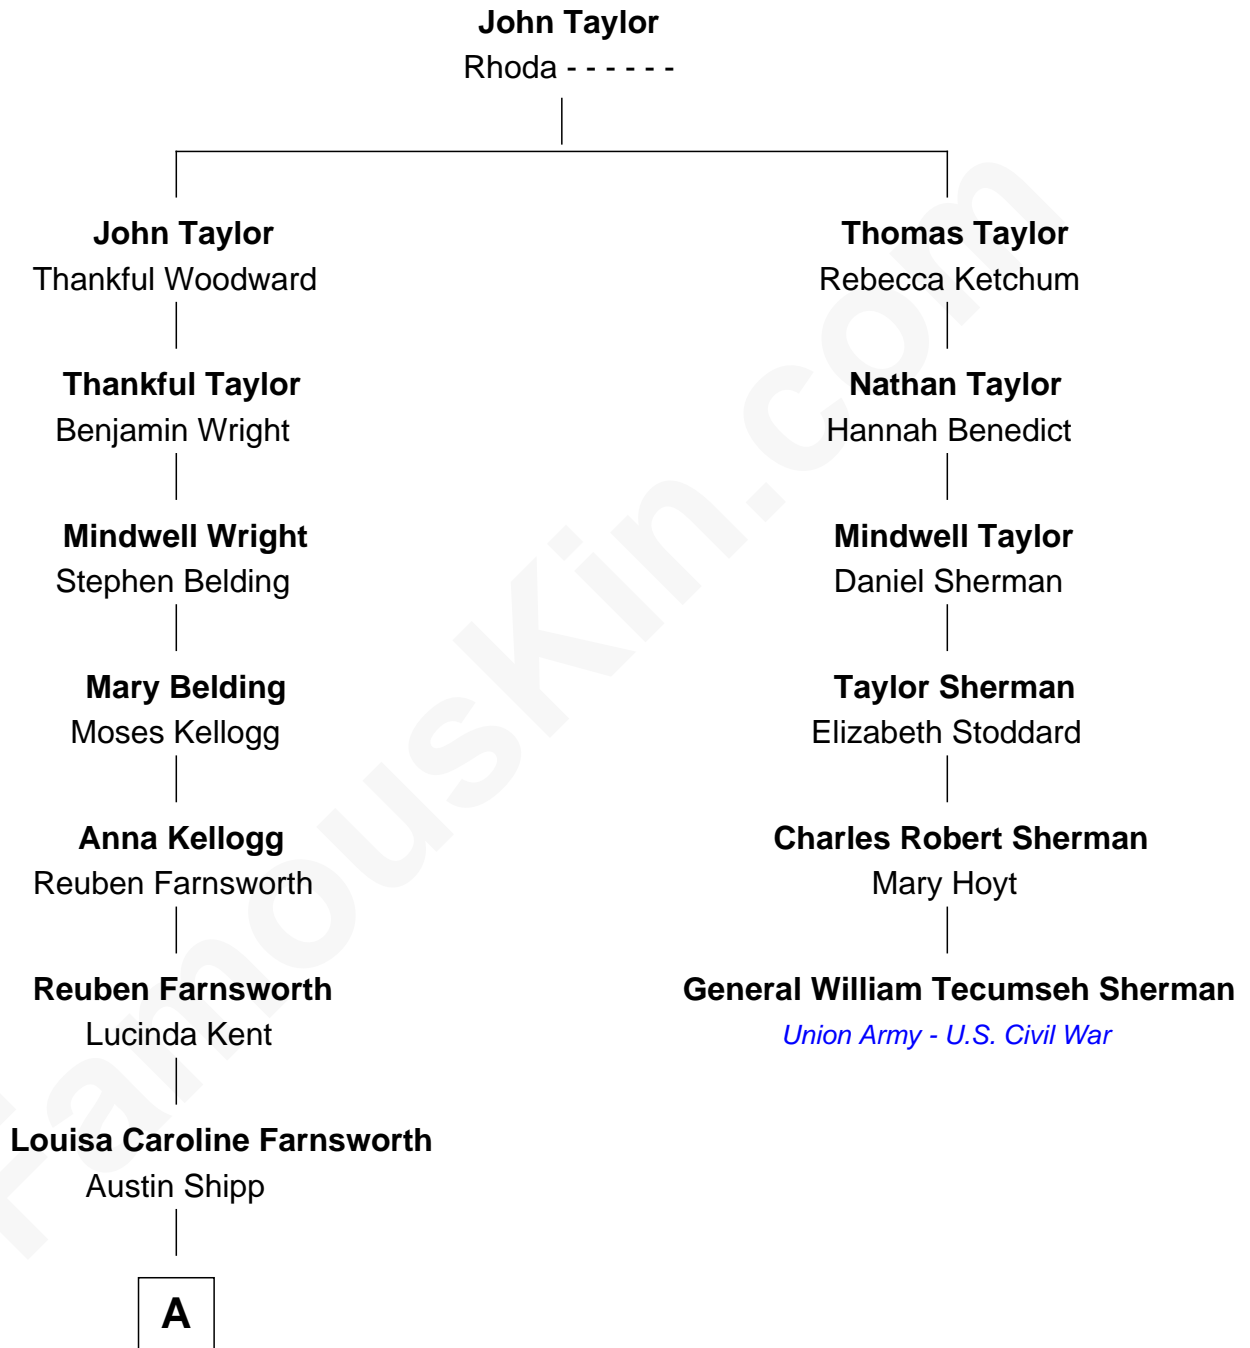 John Taylor
Rhoda - - - - - -
John Taylor
Thankful Woodward
Thankful Taylor
Benjamin Wright
Mindwell Wright
Stephen Belding
Mary Belding
Moses Kellogg
Anna Kellogg
Reuben Farnsworth
Reuben Farnsworth
Lucinda Kent
Louisa Caroline Farnsworth
Austin Shipp
A
Thomas Taylor
Rebecca Ketchum
Nathan Taylor
Hannah Benedict
Mindwell Taylor
Daniel Sherman
Taylor Sherman
Elizabeth Stoddard
Charles Robert Sherman
Mary Hoyt
General William Tecumseh Sherman
Union Army - U.S. Civil War
FamousKin.com